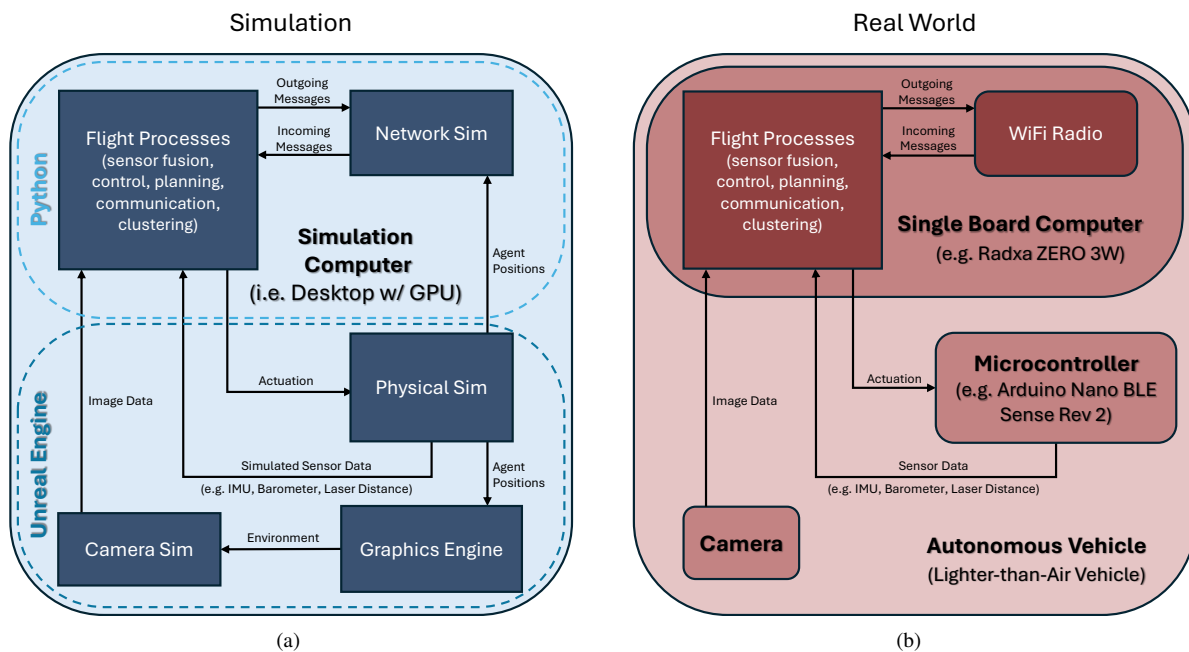 Simulation
Outgoing
Messages
Flight Processes
(sensor fusion,
control, planning,
communication,
clustering)
Network Sim
Incoming
Messages
Python
Simulation
Computer
(i.e. Desktop w/ GPU)
Agent
Positions
Physical Sim
Actuation
Image Data
Unreal Engine
Simulated Sensor Data
(e.g. IMU, Barometer, Laser Distance)
Agent
Positions
Camera Sim
Environment
Graphics Engine
(a)
Real World
Outgoing
Messages
Flight Processes
(sensor fusion,
control, planning,
communication,
clustering)
WiFi Radio
Incoming
Messages
Single Board Computer
(e.g. Radxa ZERO 3W)
Microcontroller
(e.g. Arduino Nano BLE
Sense Rev 2)
Actuation
Image Data
Sensor Data
(e.g. IMU, Barometer, Laser Distance)
Camera
Autonomous Vehicle
(Lighter-than-Air Vehicle)
(b)